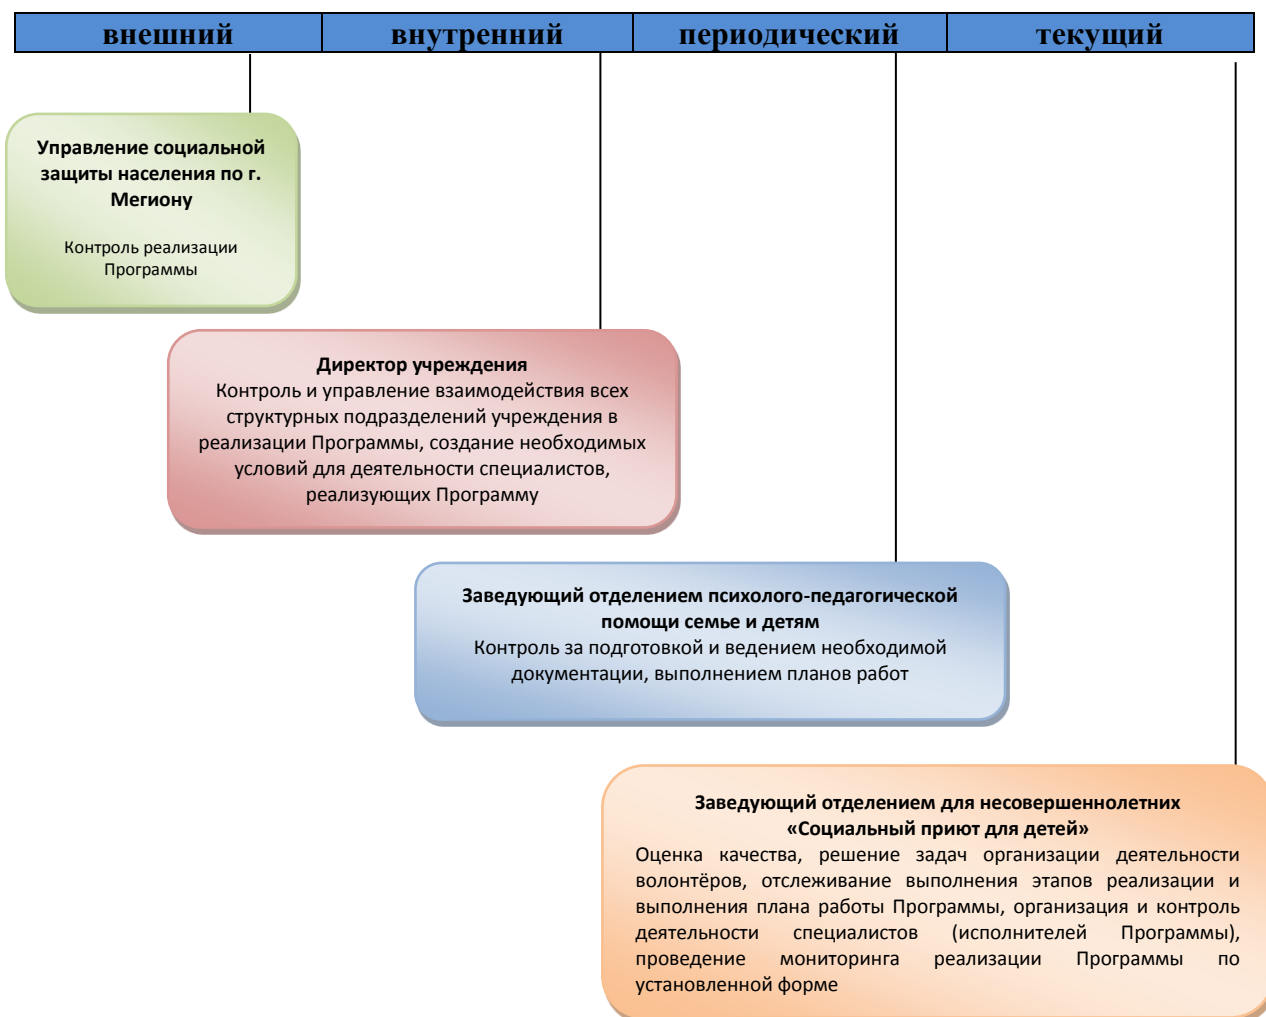 внешний внутренний периодический текущий
Управление социальной
защиты населения по г.
Мегиону
Контроль реализации
Программы
Директор учреждения
Контроль и управление взаимодействия всех
структурных подразделений учреждения в
реализации Программы, создание необходимых
условий для деятельности специалистов,
реализующих Программу
Заведующий отделением психолого-педагогической
помощи семье и детям
Контроль за подготовкой и ведением необходимой
документации, выполнением планов работ
Заведующий отделением для несовершеннолетних
«Социальный приют для детей»
Оценка качества, решение задач организации деятельности
волонтёров, отслеживание выполнения этапов реализации и
выполнения плана работы Программы, организация и контроль
деятельности специалистов (исполнителей Программы),
проведение мониторинга реализации Программы по
установленной форме